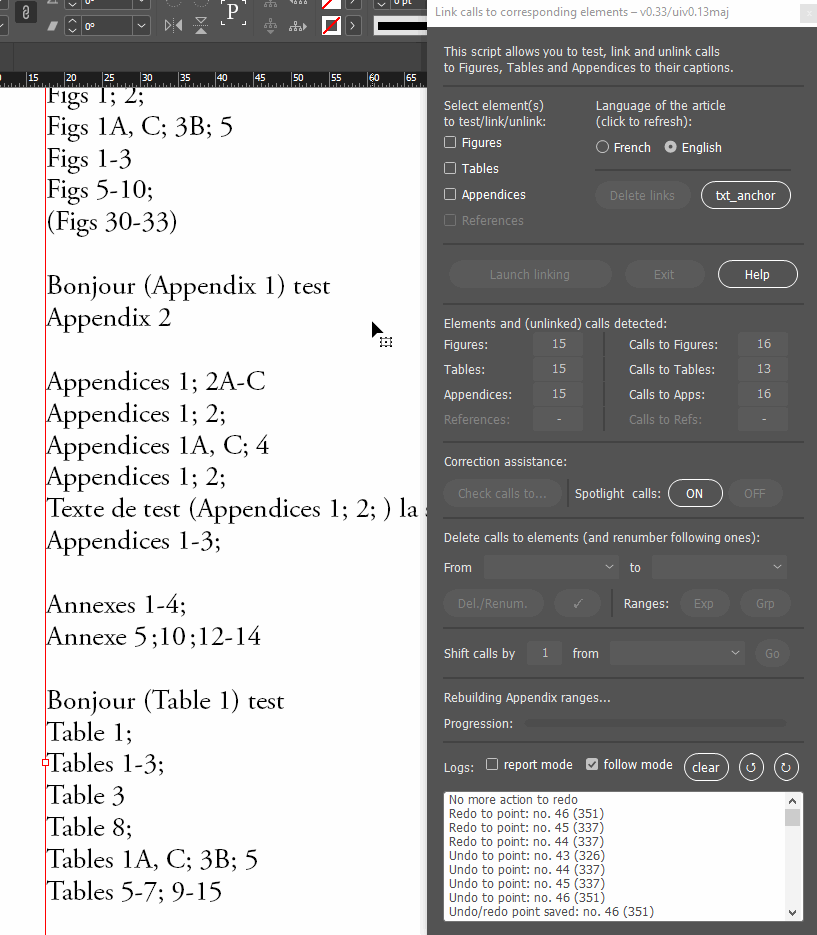 0°
0°
P
0 pt
15 20 25 30 35 40 45 50 55 60 65
Figs 1; 2;
Figs 1A, C; 3B; 5
Figs 1-3
Figs 5-10;
(Figs 30-33)
Bonjour (Appendix 1) test
Appendix 2
Appendices 1; 2A-C
Appendices 1; 2;
Appendices 1A, C; 4
Appendices 1; 2;
Texte de test (Appendices 1; 2; ) la
Appendices 1-3;
Annexes 1-4;
Annexe 5 ;10 ;12-14
Bonjour (Table 1) test
Table 1;
Tables 1-3;
Table 3
Table 8;
Tables 1A, C; 3B; 5
Tables 5-7; 9-15
Link calls to corresponding elements – v0.33/uiv0.13maj
This script allows you to test, link and unlink calls
to Figures, Tables and Appendices to their captions.
Select element(s)
to test/link/unlink:
Figures
Tables
Appendices
References
Language of the article
(click to refresh):
French English
Delete links txt_anchor
Launch linking Exit Help
Elements and (unlinked) calls detected:
Figures: 15 Calls to Figures: 16
Tables: 15 Calls to Tables: 13
Appendices: 15 Calls to Apps: 16
References: - Calls to Refs: -
Correction assistance:
Check calls to... Spotlight calls: ON OFF
Delete calls to elements (and renumber following ones):
From to
Del./Renum. ✓ Ranges: Exp Grp
Shift calls by 1 from Go
Rebuilding Appendix ranges...
Progression:
Logs: report mode follow mode clear ↺ ↻
No more action to redo
Redo to point: no. 46 (351)
Redo to point: no. 45 (337)
Redo to point: no. 44 (337)
Undo to point: no. 43 (326)
Undo to point: no. 44 (337)
Undo to point: no. 45 (337)
Undo to point: no. 46 (351)
Undo/redo point saved: no. 46 (351)